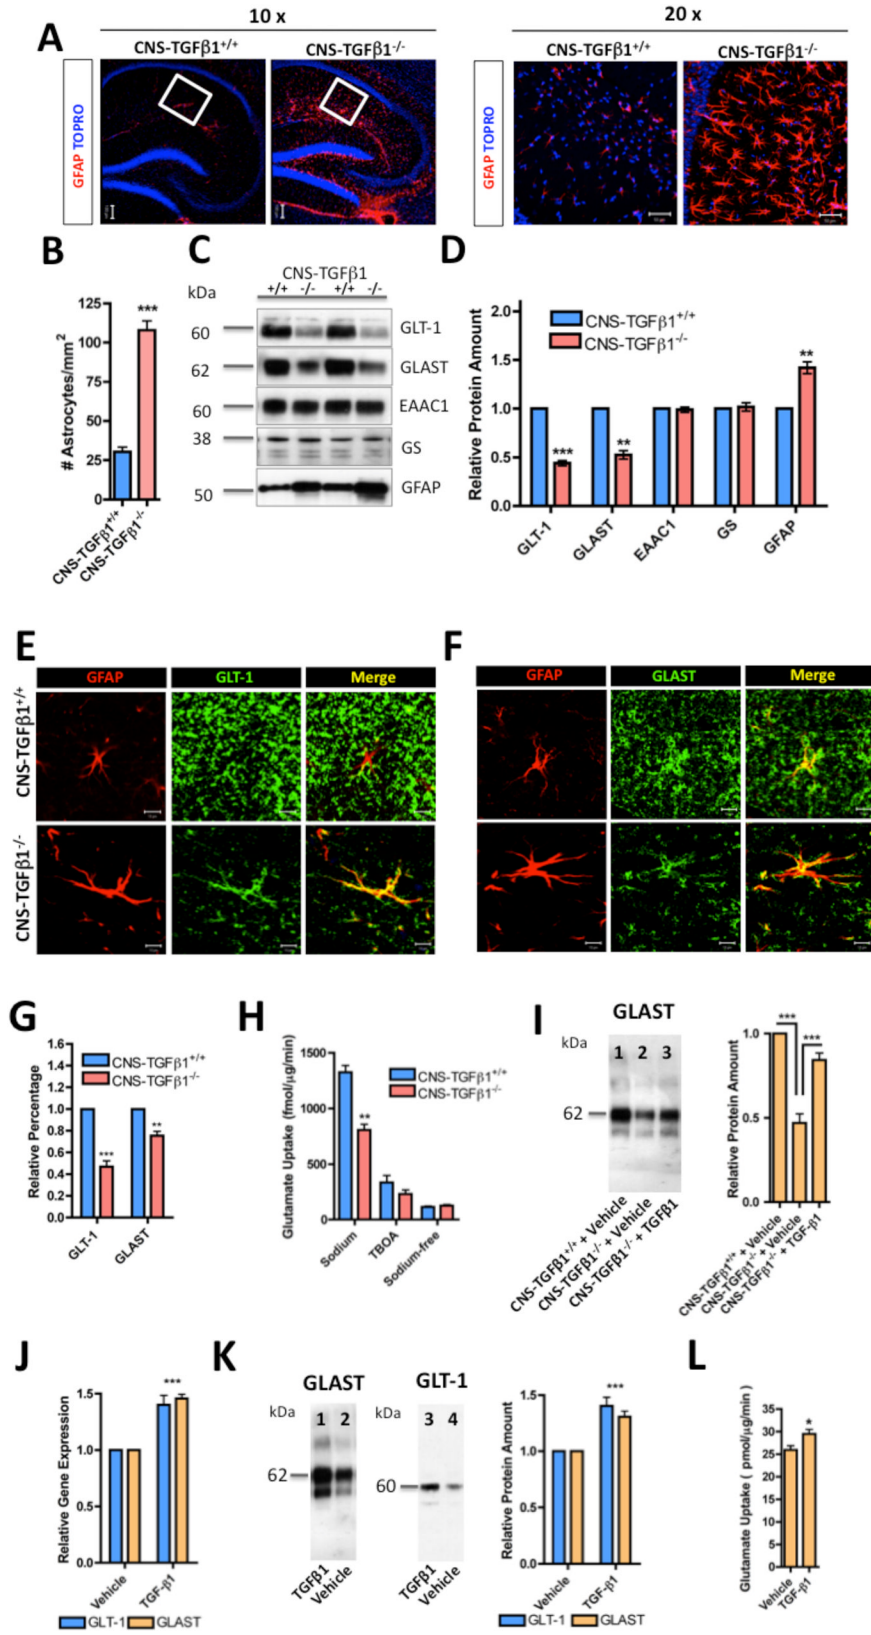 A
10 x
20 x
CNS-TGFβ1+/+
CNS-TGFβ1-/-
CNS-TGFβ1+/+
CNS-TGFβ1-/-
GFAP TOPRO
GFAP TOPRO
B
# Astrocytes/mm²
125
100
75
50
25
0
***
CNS-TGFβ1+/+
CNS-TGFβ1-/-
C
CNS-TGFβ1
kDa
+/+ -/- +/+ -/-
60 GLT-1
62 GLAST
60 EAAC1
38 GS
50 GFAP
D
Relative Protein Amount
2.0
1.5
1.0
0.5
0.0
CNS-TGFβ1+/+
CNS-TGFβ1-/-
***
**
**
GLT-1
GLAST
EAAC1
GS
GFAP
E
GFAP GLT-1 Merge
CNS-TGFβ1+/+
CNS-TGFβ1-/-
F
GFAP GLAST Merge
G
Relative Percentage
1.6
1.4
1.2
1.0
0.8
0.6
0.4
0.2
0.0
CNS-TGFβ1+/+
CNS-TGFβ1-/-
***
**
GLT-1
GLAST
H
Glutamate Uptake (fmol/μg/min)
1500
1000
500
0
CNS-TGFβ1+/+
CNS-TGFβ1-/-
**
Sodium
TBOA
Sodium-free
I
GLAST
kDa
1 2 3
62
CNS-TGFβ1+/+ + Vehicle
CNS-TGFβ1-/- + Vehicle
CNS-TGFβ1-/- + TGFβ1
Relative Protein Amount
1.0
0.5
0.0
***
***
CNS-TGFβ1+/+ + Vehicle
CNS-TGFβ1-/- + Vehicle
CNS-TGFβ1-/- + TGF-β1
J
Relative Gene Expression
1.5
1.0
0.5
0.0
***
Vehicle
TGF-β1
GLT-1 GLAST
K
GLAST
kDa
1 2
62
TGFβ1
Vehicle
GLT-1
kDa
3 4
60
TGFβ1
Vehicle
Relative Protein Amount
1.5
1.0
0.5
0.0
***
Vehicle
TGF-β1
GLT-1 GLAST
L
Glutamate Uptake ( pmol/μg/min )
35
30
25
20
15
10
5
0
*
Vehicle
TGF-β1